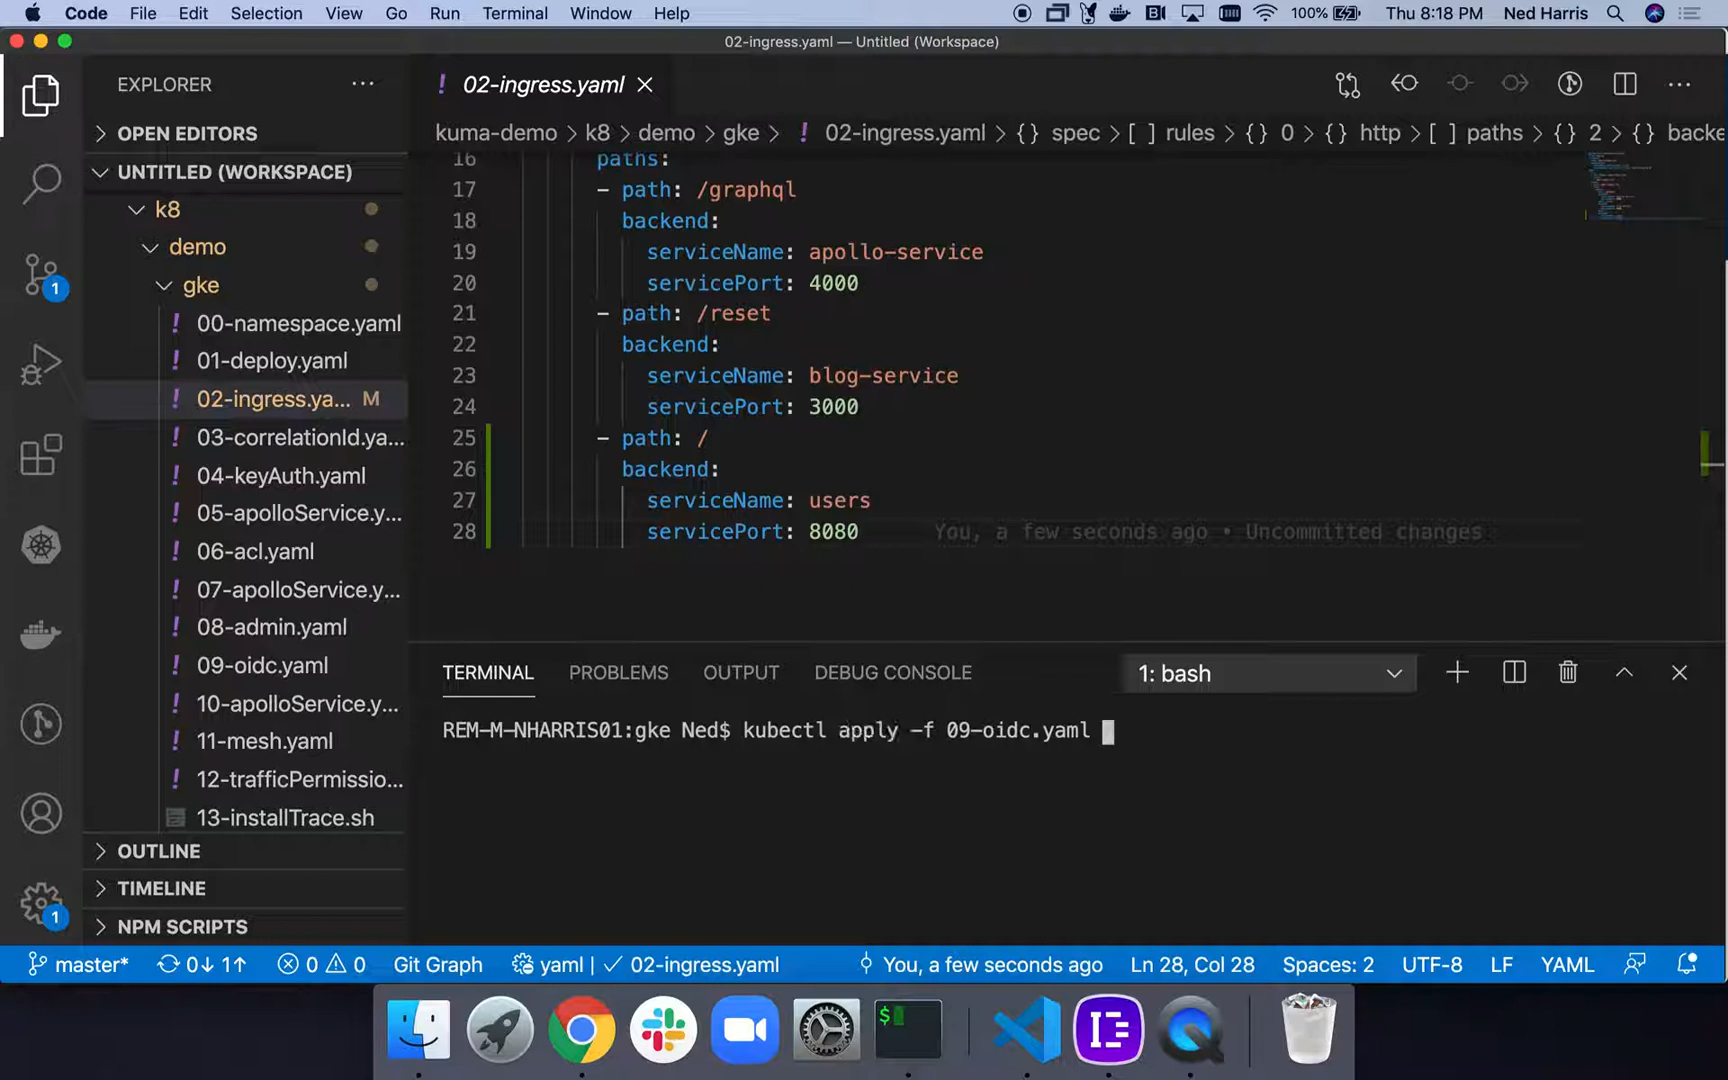 Code File Edit Selection View Go Run Terminal Window Help 100% Thu 8:18 PM Ned Harris
02-ingress.yaml — Untitled (Workspace)
EXPLORER ...
! 02-ingress.yaml
OPEN EDITORS
kuma-demo > k8 > demo > gke > ! 02-ingress.yaml > {} spec > [ ] rules > {} 0 > {} http > [ ] paths > {} 2 > {} backe
UNTITLED (WORKSPACE)
k8
demo
gke
! 00-namespace.yaml
! 01-deploy.yaml
! 02-ingress.ya... M
! 03-correlationId.ya...
! 04-keyAuth.yaml
! 05-apolloService.y...
! 06-acl.yaml
! 07-apolloService.y...
! 08-admin.yaml
! 09-oidc.yaml
! 10-apolloService.y...
! 11-mesh.yaml
! 12-trafficPermissio...
13-installTrace.sh
OUTLINE
TIMELINE
NPM SCRIPTS
1
1
16 paths:
17 - path: /graphql
18 backend:
19 serviceName: apollo-service
20 servicePort: 4000
21 - path: /reset
22 backend:
23 serviceName: blog-service
24 servicePort: 3000
25 - path: /
26 backend:
27 serviceName: users
28 servicePort: 8080 You, a few seconds ago • Uncommitted changes
TERMINAL PROBLEMS OUTPUT DEBUG CONSOLE 1: bash
REM-M-NHARRIS01:gke Ned$ kubectl apply -f 09-oidc.yaml
master* 0↓ 1↑ 0 0 Git Graph yaml | ✓ 02-ingress.yaml You, a few seconds ago Ln 28, Col 28 Spaces: 2 UTF-8 LF YAML
$